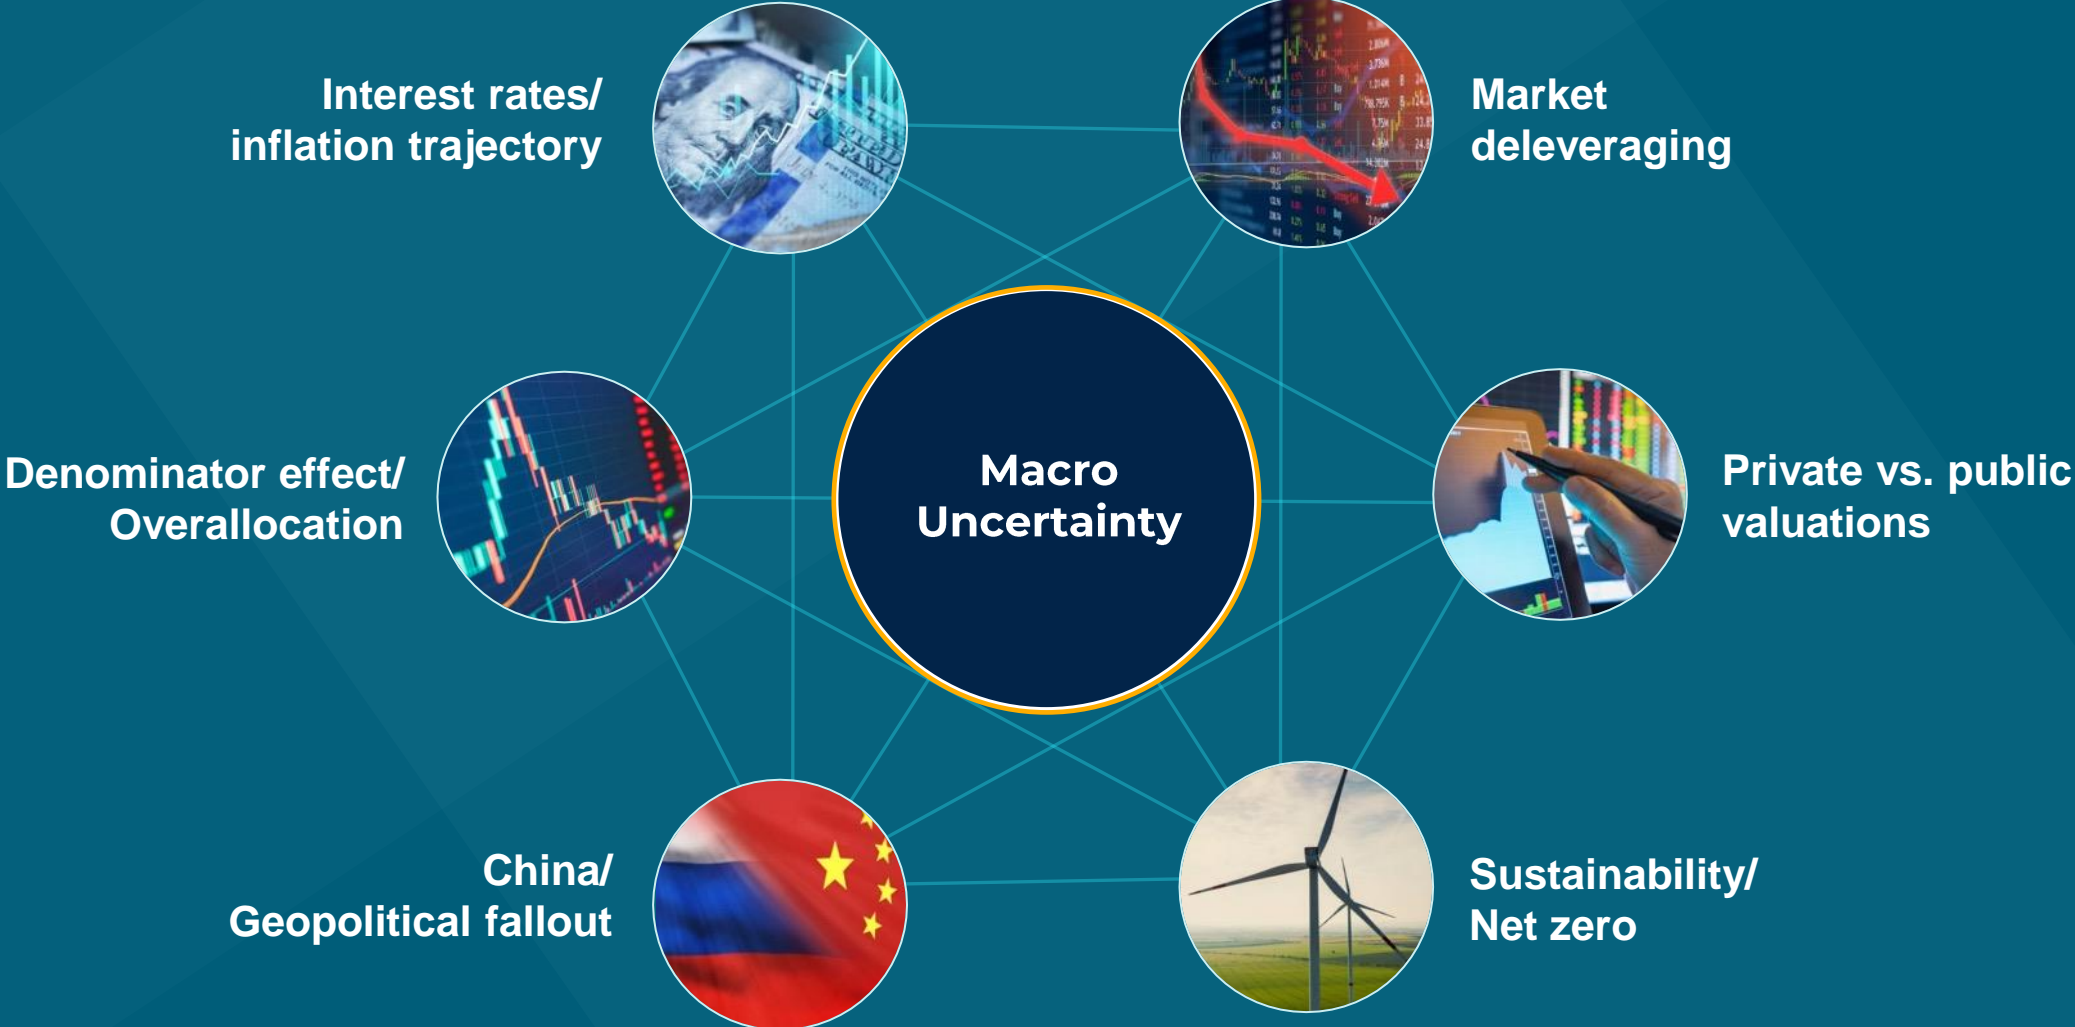 Interest rates/
inflation trajectory
Market
deleveraging
Denominator effect/
Overallocation
Macro
Uncertainty
Private vs. public
valuations
China/
Geopolitical fallout
Sustainability/
Net zero